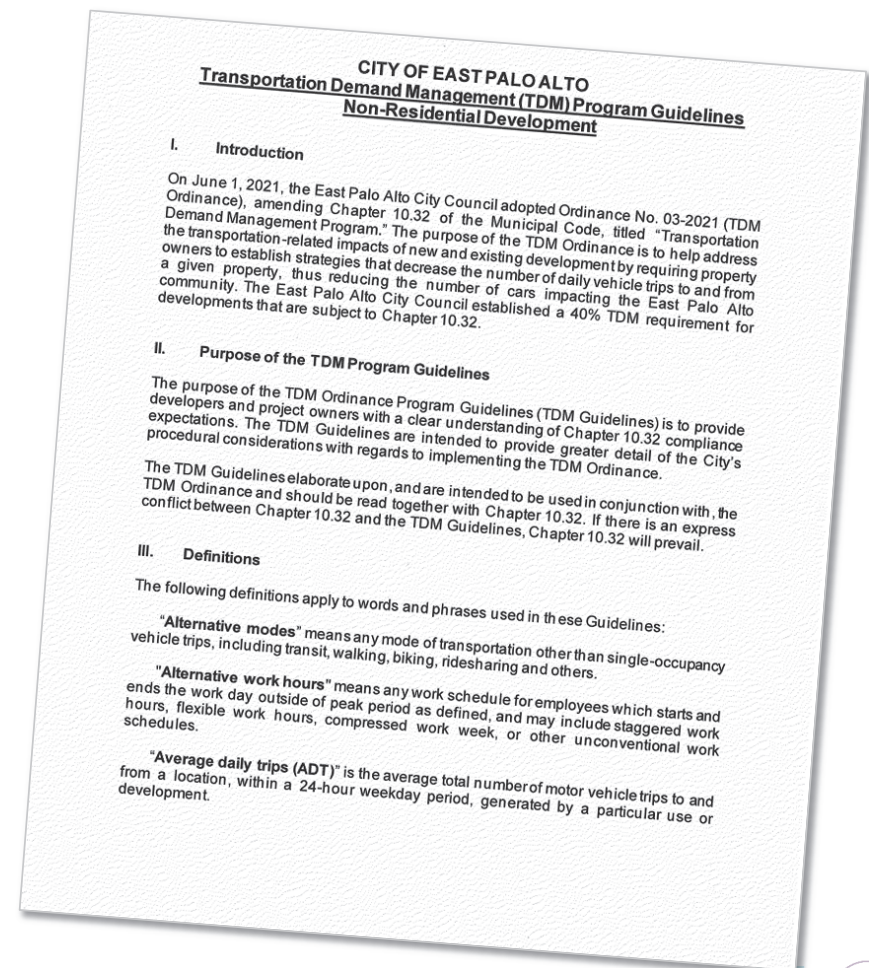 CITY OF EAST PALO ALTO
Transportation Demand Management (TDM) Program Guidelines
Non-Residential Development
I. Introduction
On June 1, 2021, the East Palo Alto City Council adopted Ordinance No. 03-2021 (TDM
Ordinance), amending Chapter 10.32 of the Municipal Code, titled “Transportation
Demand Management Program.” The purpose of the TDM Ordinance is to help address
the transportation-related impacts of new and existing development by requiring property
owners to establish strategies that decrease the number of daily vehicle trips to and from
a given property, thus reducing the number of cars impacting the East Palo Alto
community. The East Palo Alto City Council established a 40% TDM requirement for
developments that are subject to Chapter 10.32.
II. Purpose of the TDM Program Guidelines
The purpose of the TDM Ordinance Program Guidelines (TDM Guidelines) is to provide
developers and project owners with a clear understanding of Chapter 10.32 compliance
expectations. The TDM Guidelines are intended to provide greater detail of the City’s
procedural considerations with regards to implementing the TDM Ordinance.
The TDM Guidelines elaborate upon, and are intended to be used in conjunction with, the
TDM Ordinance and should be read together with Chapter 10.32. If there is an express
conflict between Chapter 10.32 and the TDM Guidelines, Chapter 10.32 will prevail.
III. Definitions
The following definitions apply to words and phrases used in these Guidelines:
“Alternative modes” means any mode of transportation other than single-occupancy
vehicle trips, including transit, walking, biking, ridesharing and others.
"Alternative work hours" means any work schedule for employees which starts and
ends the work day outside of peak period as defined, and may include staggered work
hours, flexible work hours, compressed work week, or other unconventional work
schedules.
“Average daily trips (ADT)” is the average total number of motor vehicle trips to and
from a location, within a 24-hour weekday period, generated by a particular use or
development.